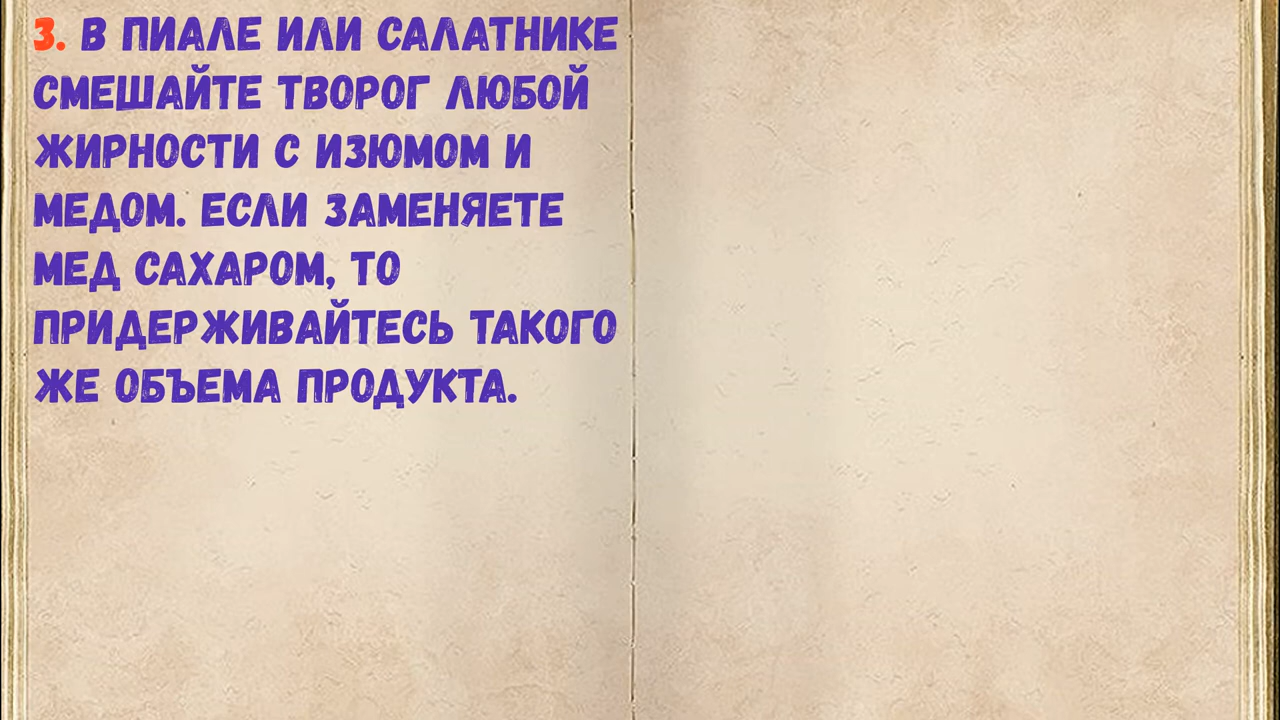 3. В ПИАЛЕ ИЛИ САЛАТНИКЕ
СМЕШАЙТЕ ТВОРОГ ЛЮБОЙ
ЖИРНОСТИ С ИЗЮМОМ И
МЕДОМ. ЕСЛИ ЗАМЕНЯЕТЕ
МЕД САХАРОМ, ТО
ПРИДЕРЖИВАЙТЕСЬ ТАКОГО
ЖЕ ОБЪЕМА ПРОДУКТА.